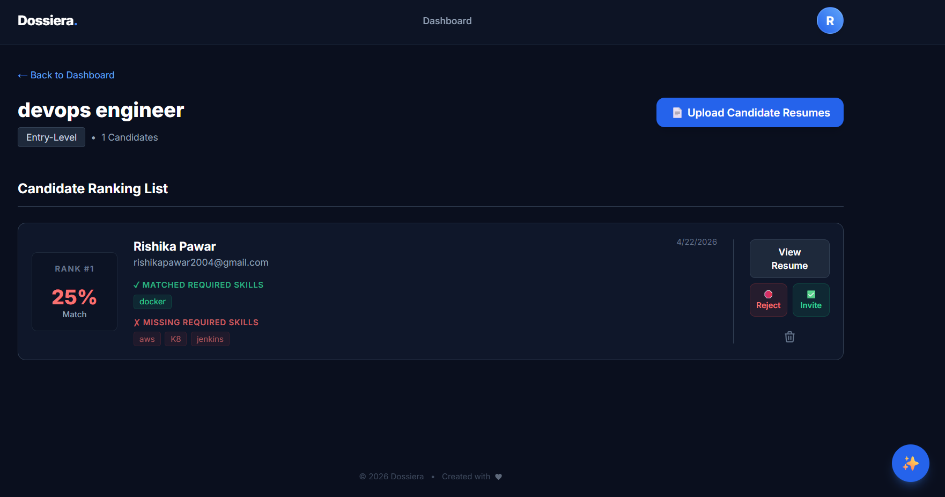 Dossiera.
Dashboard
R
← Back to Dashboard
devops engineer
Upload Candidate Resumes
Entry-Level • 1 Candidates
Candidate Ranking List
RANK #1
25%
Match
Rishika Pawar
rishikapawar2004@gmail.com
✓ MATCHED REQUIRED SKILLS
docker
✗ MISSING REQUIRED SKILLS
aws K8 jenkins
4/22/2026
View
Resume
Reject
Invite
© 2026 Dossiera • Created with ♥